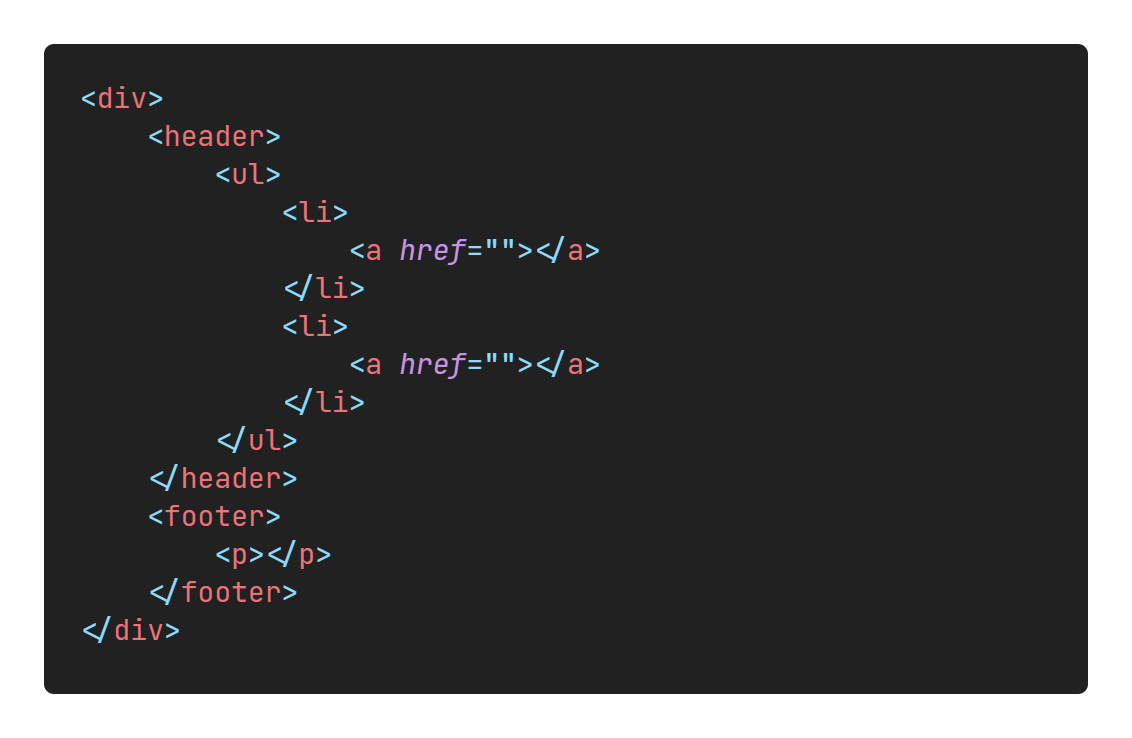 <div>
    <header>
        <ul>
            <li>
                <a href=""></a>
            </li>
            <li>
                <a href=""></a>
            </li>
        </ul>
    </header>
    <footer>
        <p></p>
    </footer>
</div>